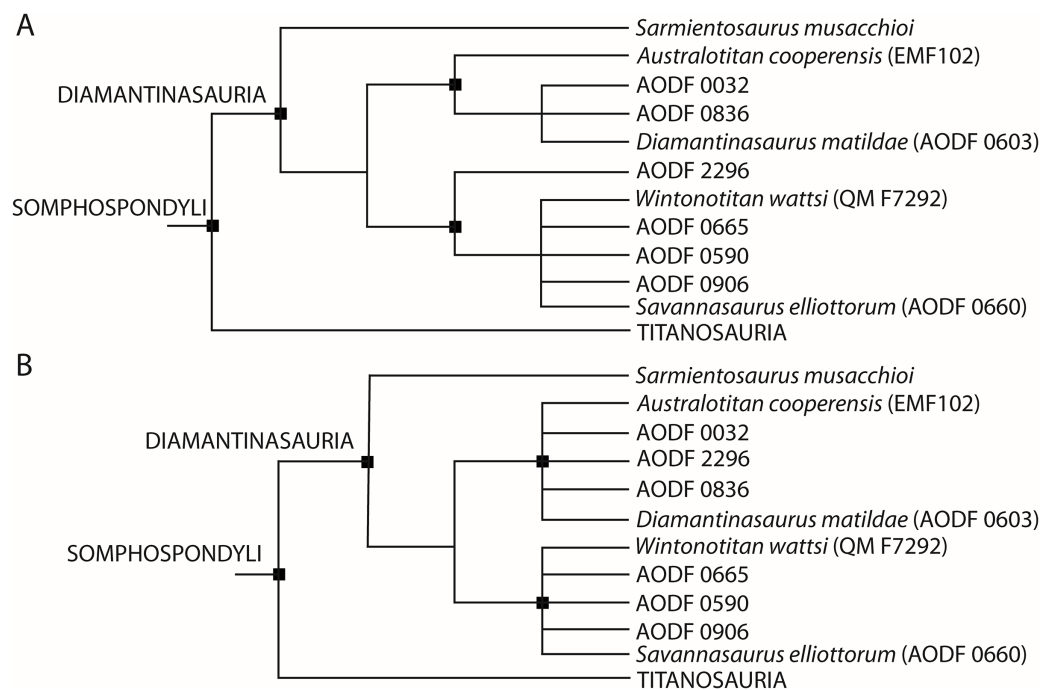 A
Sarmientosaurus musacchioi
Australotitan cooperensis (EMF102)
DIAMANTINASAURIA
AODF 0032
AODF 0836
Diamantinasaurus matildae (AODF 0603)
AODF 2296
Wintonotitan wattsi (QM F7292)
SOMPHOSPONDYLI
AODF 0665
AODF 0590
AODF 0906
Savannasaurus elliottorum (AODF 0660)
TITANOSAURIA
B
Sarmientosaurus musacchioi
Australotitan cooperensis (EMF102)
DIAMANTINASAURIA
AODF 0032
AODF 2296
AODF 0836
Diamantinasaurus matildae (AODF 0603)
Wintonotitan wattsi (QM F7292)
SOMPHOSPONDYLI
AODF 0665
AODF 0590
AODF 0906
Savannasaurus elliottorum (AODF 0660)
TITANOSAURIA